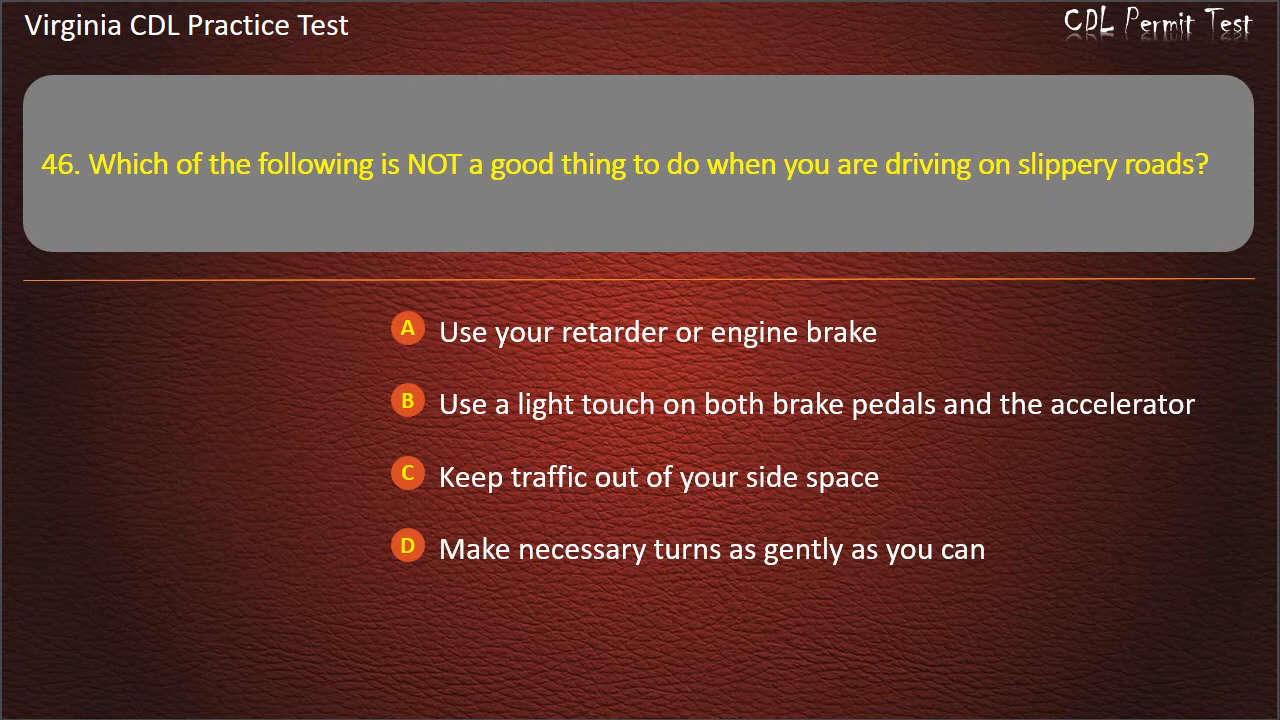 Virginia CDL Practice Test
CDL Permit Test
46. Which of the following is NOT a good thing to do when you are driving on slippery roads?
A Use your retarder or engine brake
B Use a light touch on both brake pedals and the accelerator
C Keep traffic out of your side space
D Make necessary turns as gently as you can